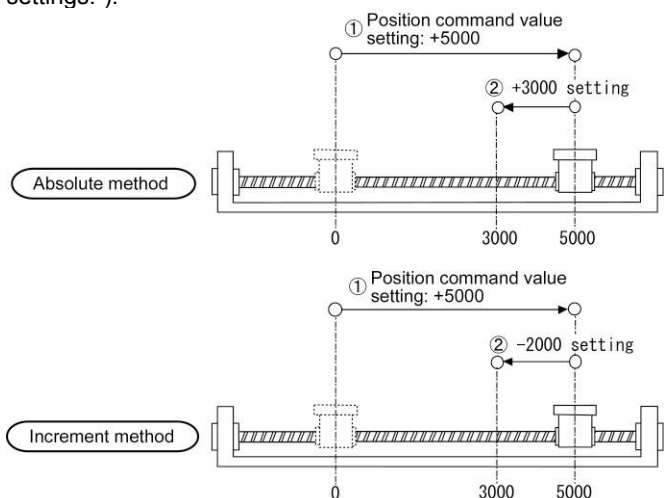 settings.").
① Position command value
setting: +5000
② +3000 setting
Absolute method
0 3000 5000
① Position command value
setting: +5000
② -2000 setting
Increment method
0 3000 5000